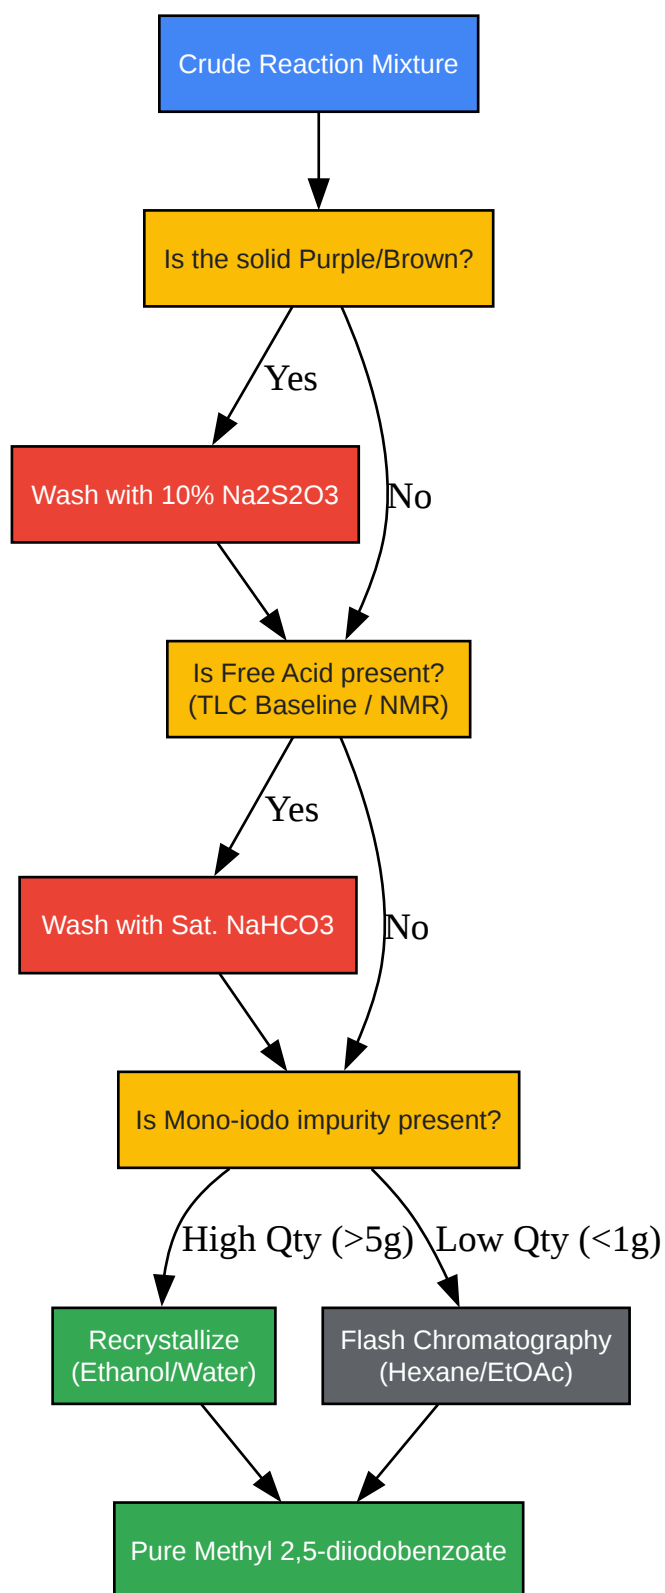 Crude Reaction Mixture
Is the solid Purple/Brown?
Yes
Wash with 10% Na2S2O3
No
Is Free Acid present?
(TLC Baseline / NMR)
Yes
Wash with Sat. NaHCO3
No
Is Mono-iodo impurity present?
High Qty (>5g)
Low Qty (<1g)
Recrystallize
(Ethanol/Water)
Flash Chromatography
(Hexane/EtOAc)
Pure Methyl 2,5-diiodobenzoate